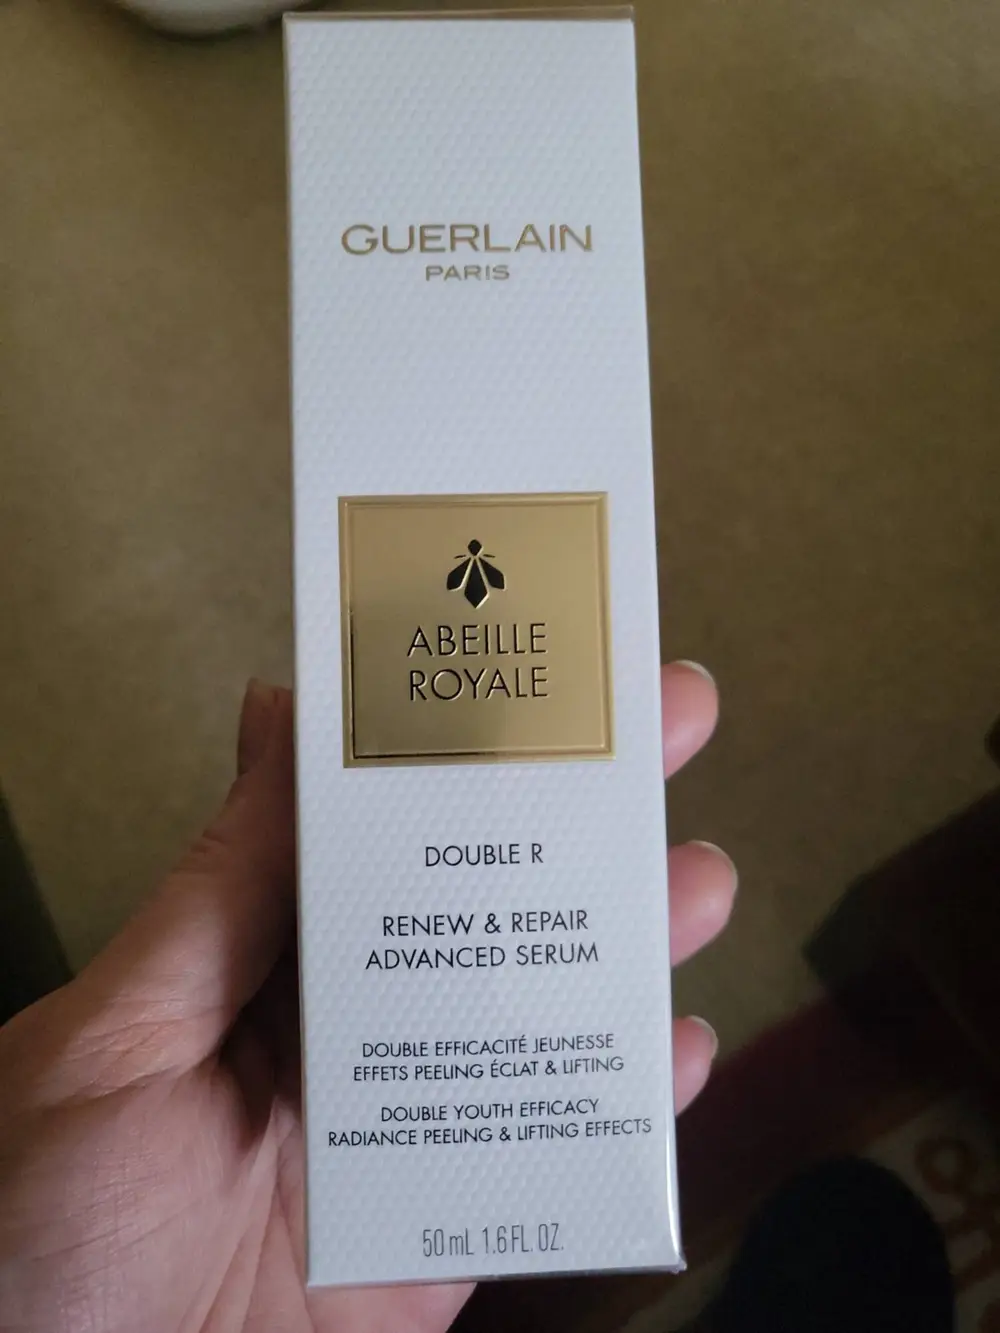 GUERLAIN
PARIS
ABEILLE
ROYALE
DOUBLE R
RENEW & REPAIR
ADVANCED SERUM
DOUBLE EFFICACITÉ JEUNESSE
EFFETS PEELING ÉCLAT & LIFTING
DOUBLE YOUTH EFFICACY
RADIANCE PEELING & LIFTING EFFECTS
50 mL 1.6 FL. OZ.